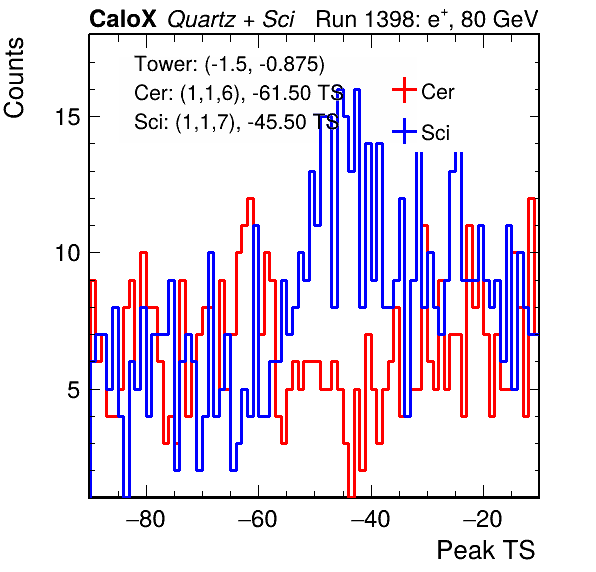 CaloX Quartz + Sci Run 1398: e+, 80 GeV
Counts
Tower: (-1.5, -0.875)
Cer: (1,1,6), -61.50 TS
Sci: (1,1,7), -45.50 TS
Cer
Sci
15
10
5
−80 −60 −40 −20
Peak TS